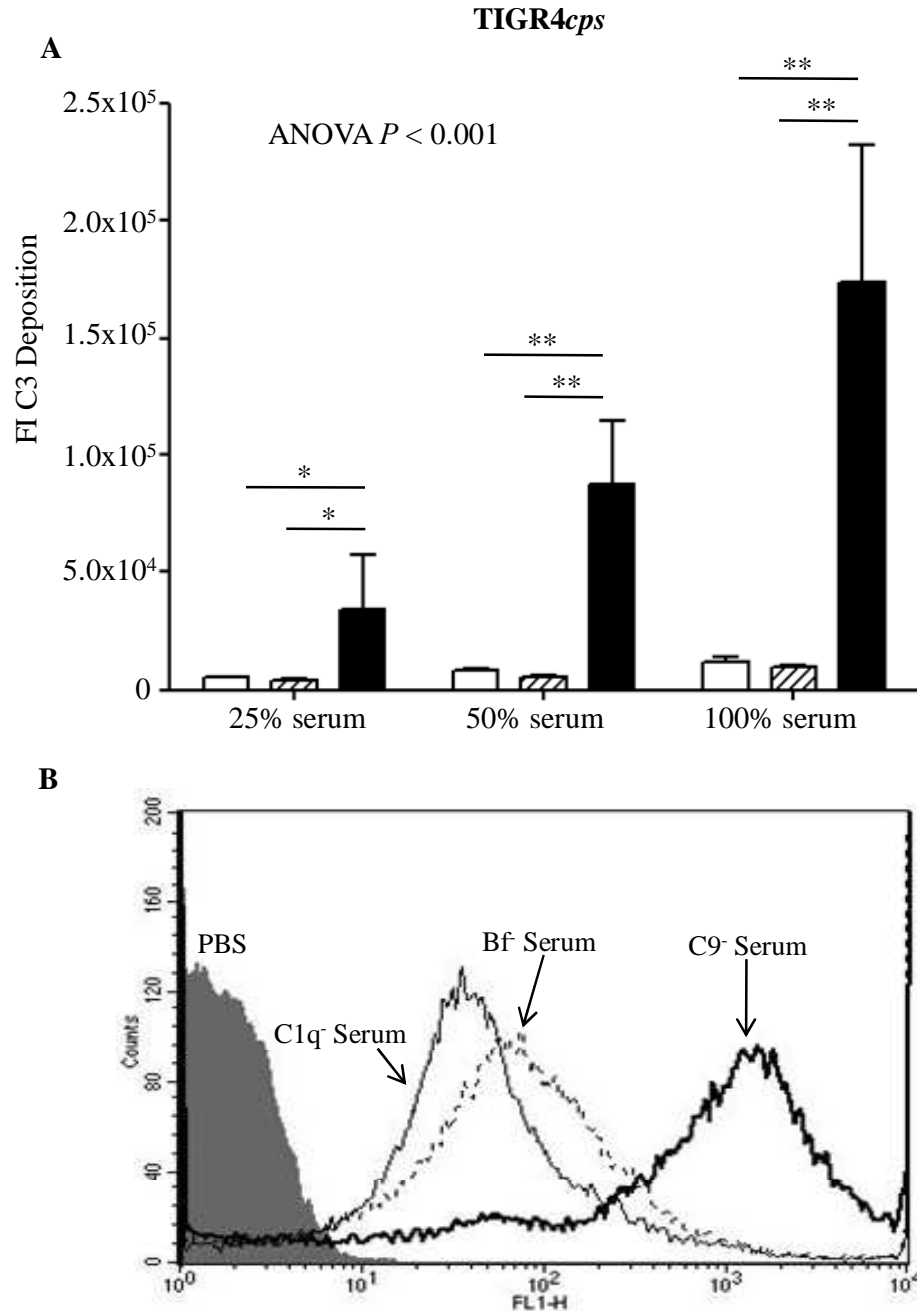 TIGR4cps
A
ANOVA P < 0.001
FI C3 Deposition
2.5x10⁵
2.0x10⁵
1.5x10⁵
1.0x10⁵
5.0x10⁴
0
*
*
**
**
**
**
25% serum
50% serum
100% serum
B
Counts
200
160
120
80
40
0
PBS
C1q⁻ Serum
Bf⁻ Serum
C9⁻ Serum
10⁰
10¹
10²
10³
10⁴
FL1-H